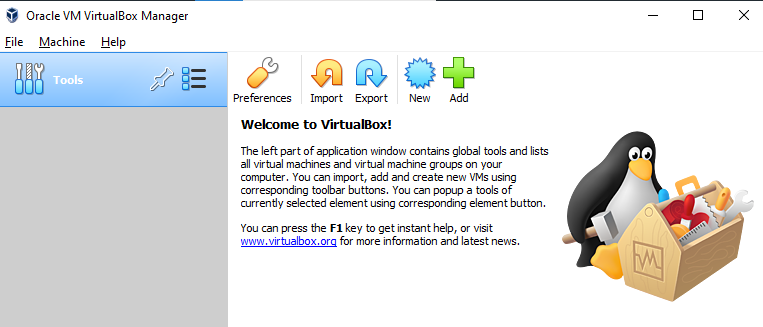 Oracle VM VirtualBox Manager
File Machine Help
Tools
Preferences Import Export New Add
Welcome to VirtualBox!
The left part of application window contains global tools and lists
all virtual machines and virtual machine groups on your
computer. You can import, add and create new VMs using
corresponding toolbar buttons. You can popup a tools of
currently selected element using corresponding element button.
You can press the F1 key to get instant help, or visit
www.virtualbox.org for more information and latest news.